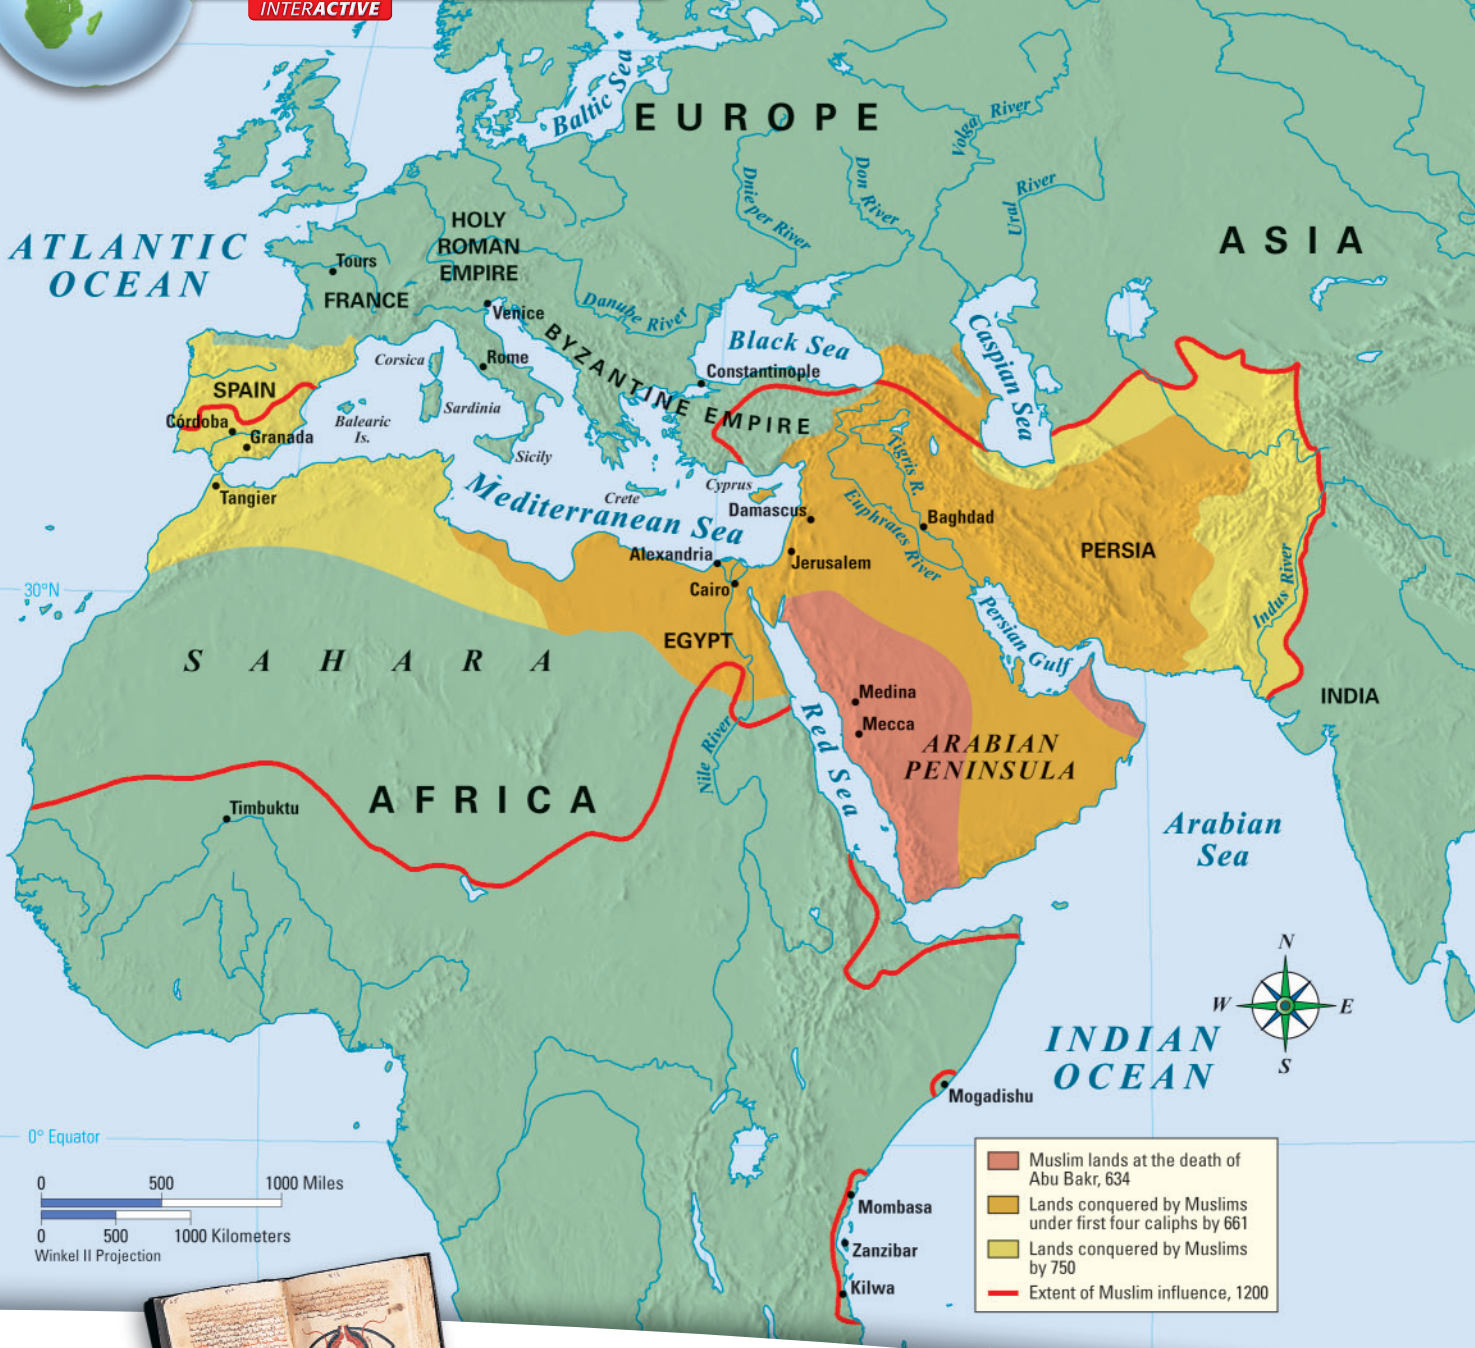 INTERACTIVE
Baltic Sea
EUROPE
Volga River
Dnieper River
Don River
Ural River
ASIA
ATLANTIC
OCEAN
HOLY
ROMAN
EMPIRE
Tours
FRANCE
Venice
Danube River
BYZANTINE EMPIRE
Black Sea
Caspian Sea
Constantinople
Corsica
Rome
SPAIN
Sardinia
Balearic
Is.
Córdoba
Granada
Sicily
Tangier
Mediterranean Sea
Crete
Cyprus
Damascus
Tigris R.
Euphrates River
Baghdad
PERSIA
Alexandria
Jerusalem
Cairo
30°N
Indus River
Persian Gulf
EGYPT
SAHARA
INDIA
Medina
Mecca
Red Sea
Nile River
ARABIAN
PENINSULA
AFRICA
Timbuktu
Arabian
Sea
N
W
E
S
INDIAN
OCEAN
Mogadishu
0° Equator
0 500 1000 Miles
0 500 1000 Kilometers
Winkel II Projection
Mombasa
Zanzibar
Kilwa
Muslim lands at the death of
Abu Bakr, 634
Lands conquered by Muslims
under first four caliphs by 661
Lands conquered by Muslims
by 750
Extent of Muslim influence, 1200